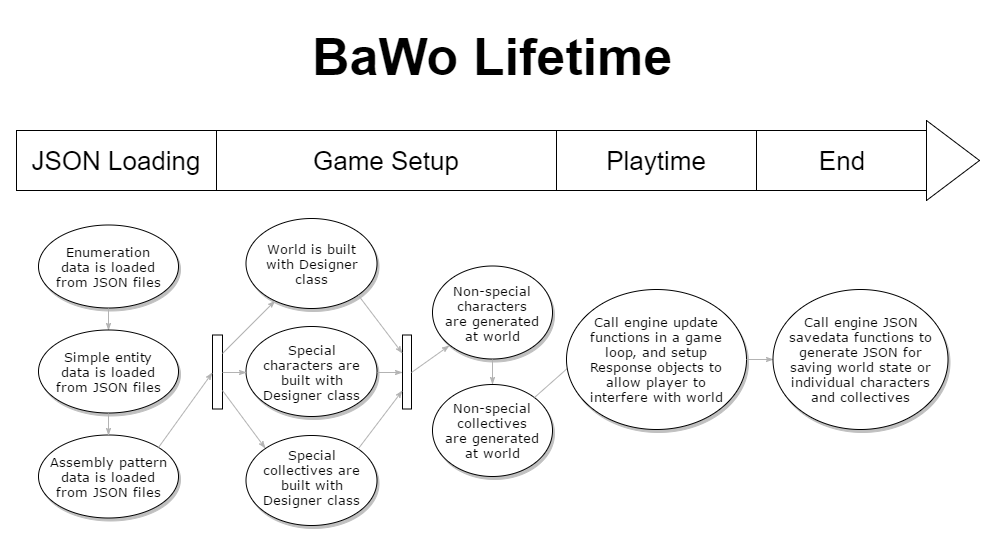 BaWo Lifetime
JSON Loading
Game Setup
Playtime
End
Enumeration
data is loaded
from JSON files
Simple entity
data is loaded
from JSON files
Assembly pattern
data is loaded
from JSON files
World is built
with Designer
class
Special
characters are
built with
Designer class
Special
collectives are
built with
Designer class
Non-special
characters
are generated
at world
Non-special
collectives
are generated
at world
Call engine update
functions in a game
loop, and setup
Response objects to
allow player to
interfere with world
Call engine JSON
savedata functions to
generate JSON for
saving world state or
individual characters
and collectives